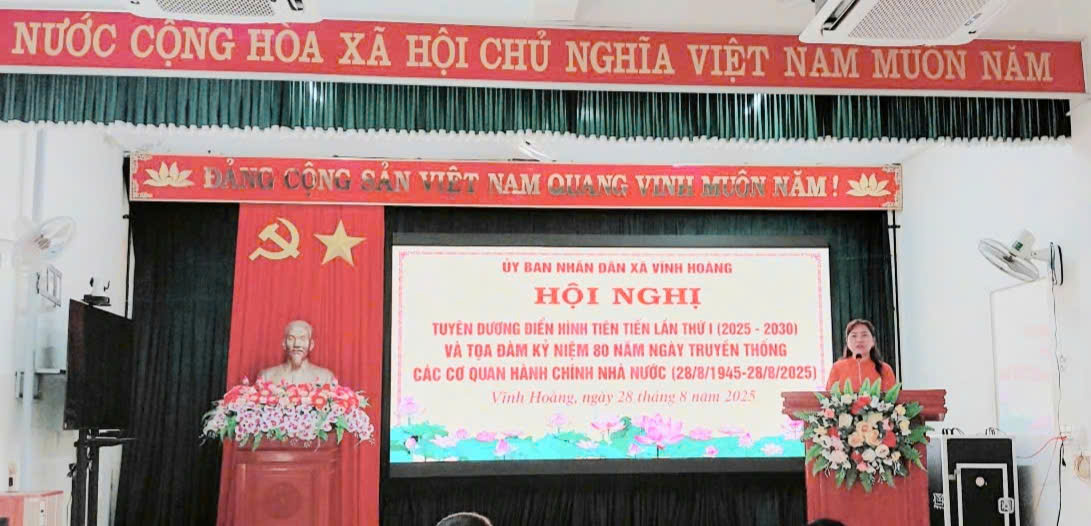 NƯỚC CỘNG HÒA XÃ HỘI CHỦ NGHĨA VIỆT NAM MUÔN NĂM
ĐẢNG CỘNG SẢN VIỆT NAM QUANG VINH MUÔN NĂM !
ỦY BAN NHÂN DÂN XÃ VĨNH HOÀNG
HỘI NGHỊ
TUYÊN DƯƠNG ĐIỂN HÌNH TIÊN TIẾN LẦN THỨ I (2025 - 2030)
VÀ TỌA ĐÀM KỶ NIỆM 80 NĂM NGÀY TRUYỀN THỐNG
CÁC CƠ QUAN HÀNH CHÍNH NHÀ NƯỚC (28/8/1945-28/8/2025)
Vĩnh Hoàng, ngày 28 tháng 8 năm 2025